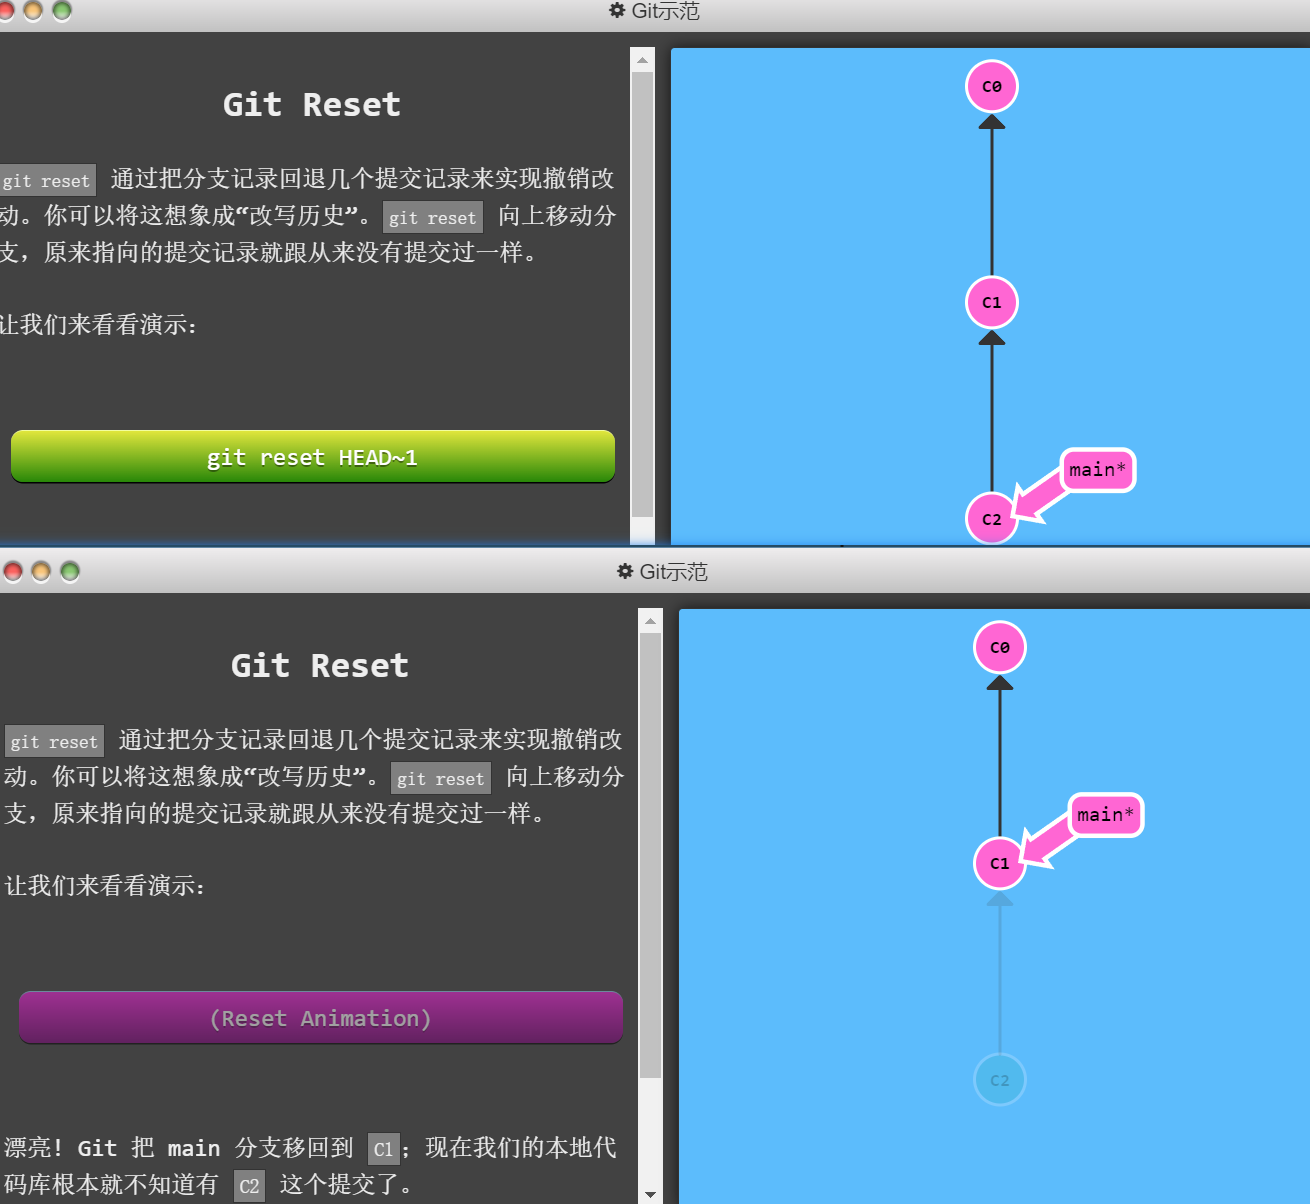 Git示范
Git Reset
git reset 通过把分支记录回退几个提交记录来实现撤销改
动。你可以将这想象成“改写历史”。git reset 向上移动分
支，原来指向的提交记录就跟从来没有提交过一样。
让我们来看看演示：
git reset HEAD~1
C0
C1
main*
C2
Git示范
Git Reset
git reset 通过把分支记录回退几个提交记录来实现撤销改
动。你可以将这想象成“改写历史”。git reset 向上移动分
支，原来指向的提交记录就跟从来没有提交过一样。
让我们来看看演示：
(Reset Animation)
漂亮! Git 把 main 分支移回到 C1；现在我们的本地代
码库根本就不知道有 C2 这个提交了。
C0
main*
C1
C2